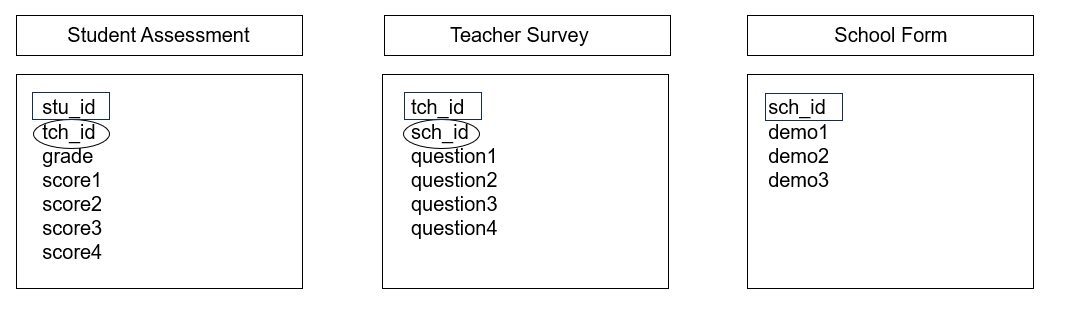 Student Assessment
stu_id
tch_id
grade
score1
score2
score3
score4
Teacher Survey
tch_id
sch_id
question1
question2
question3
question4
School Form
sch_id
demo1
demo2
demo3